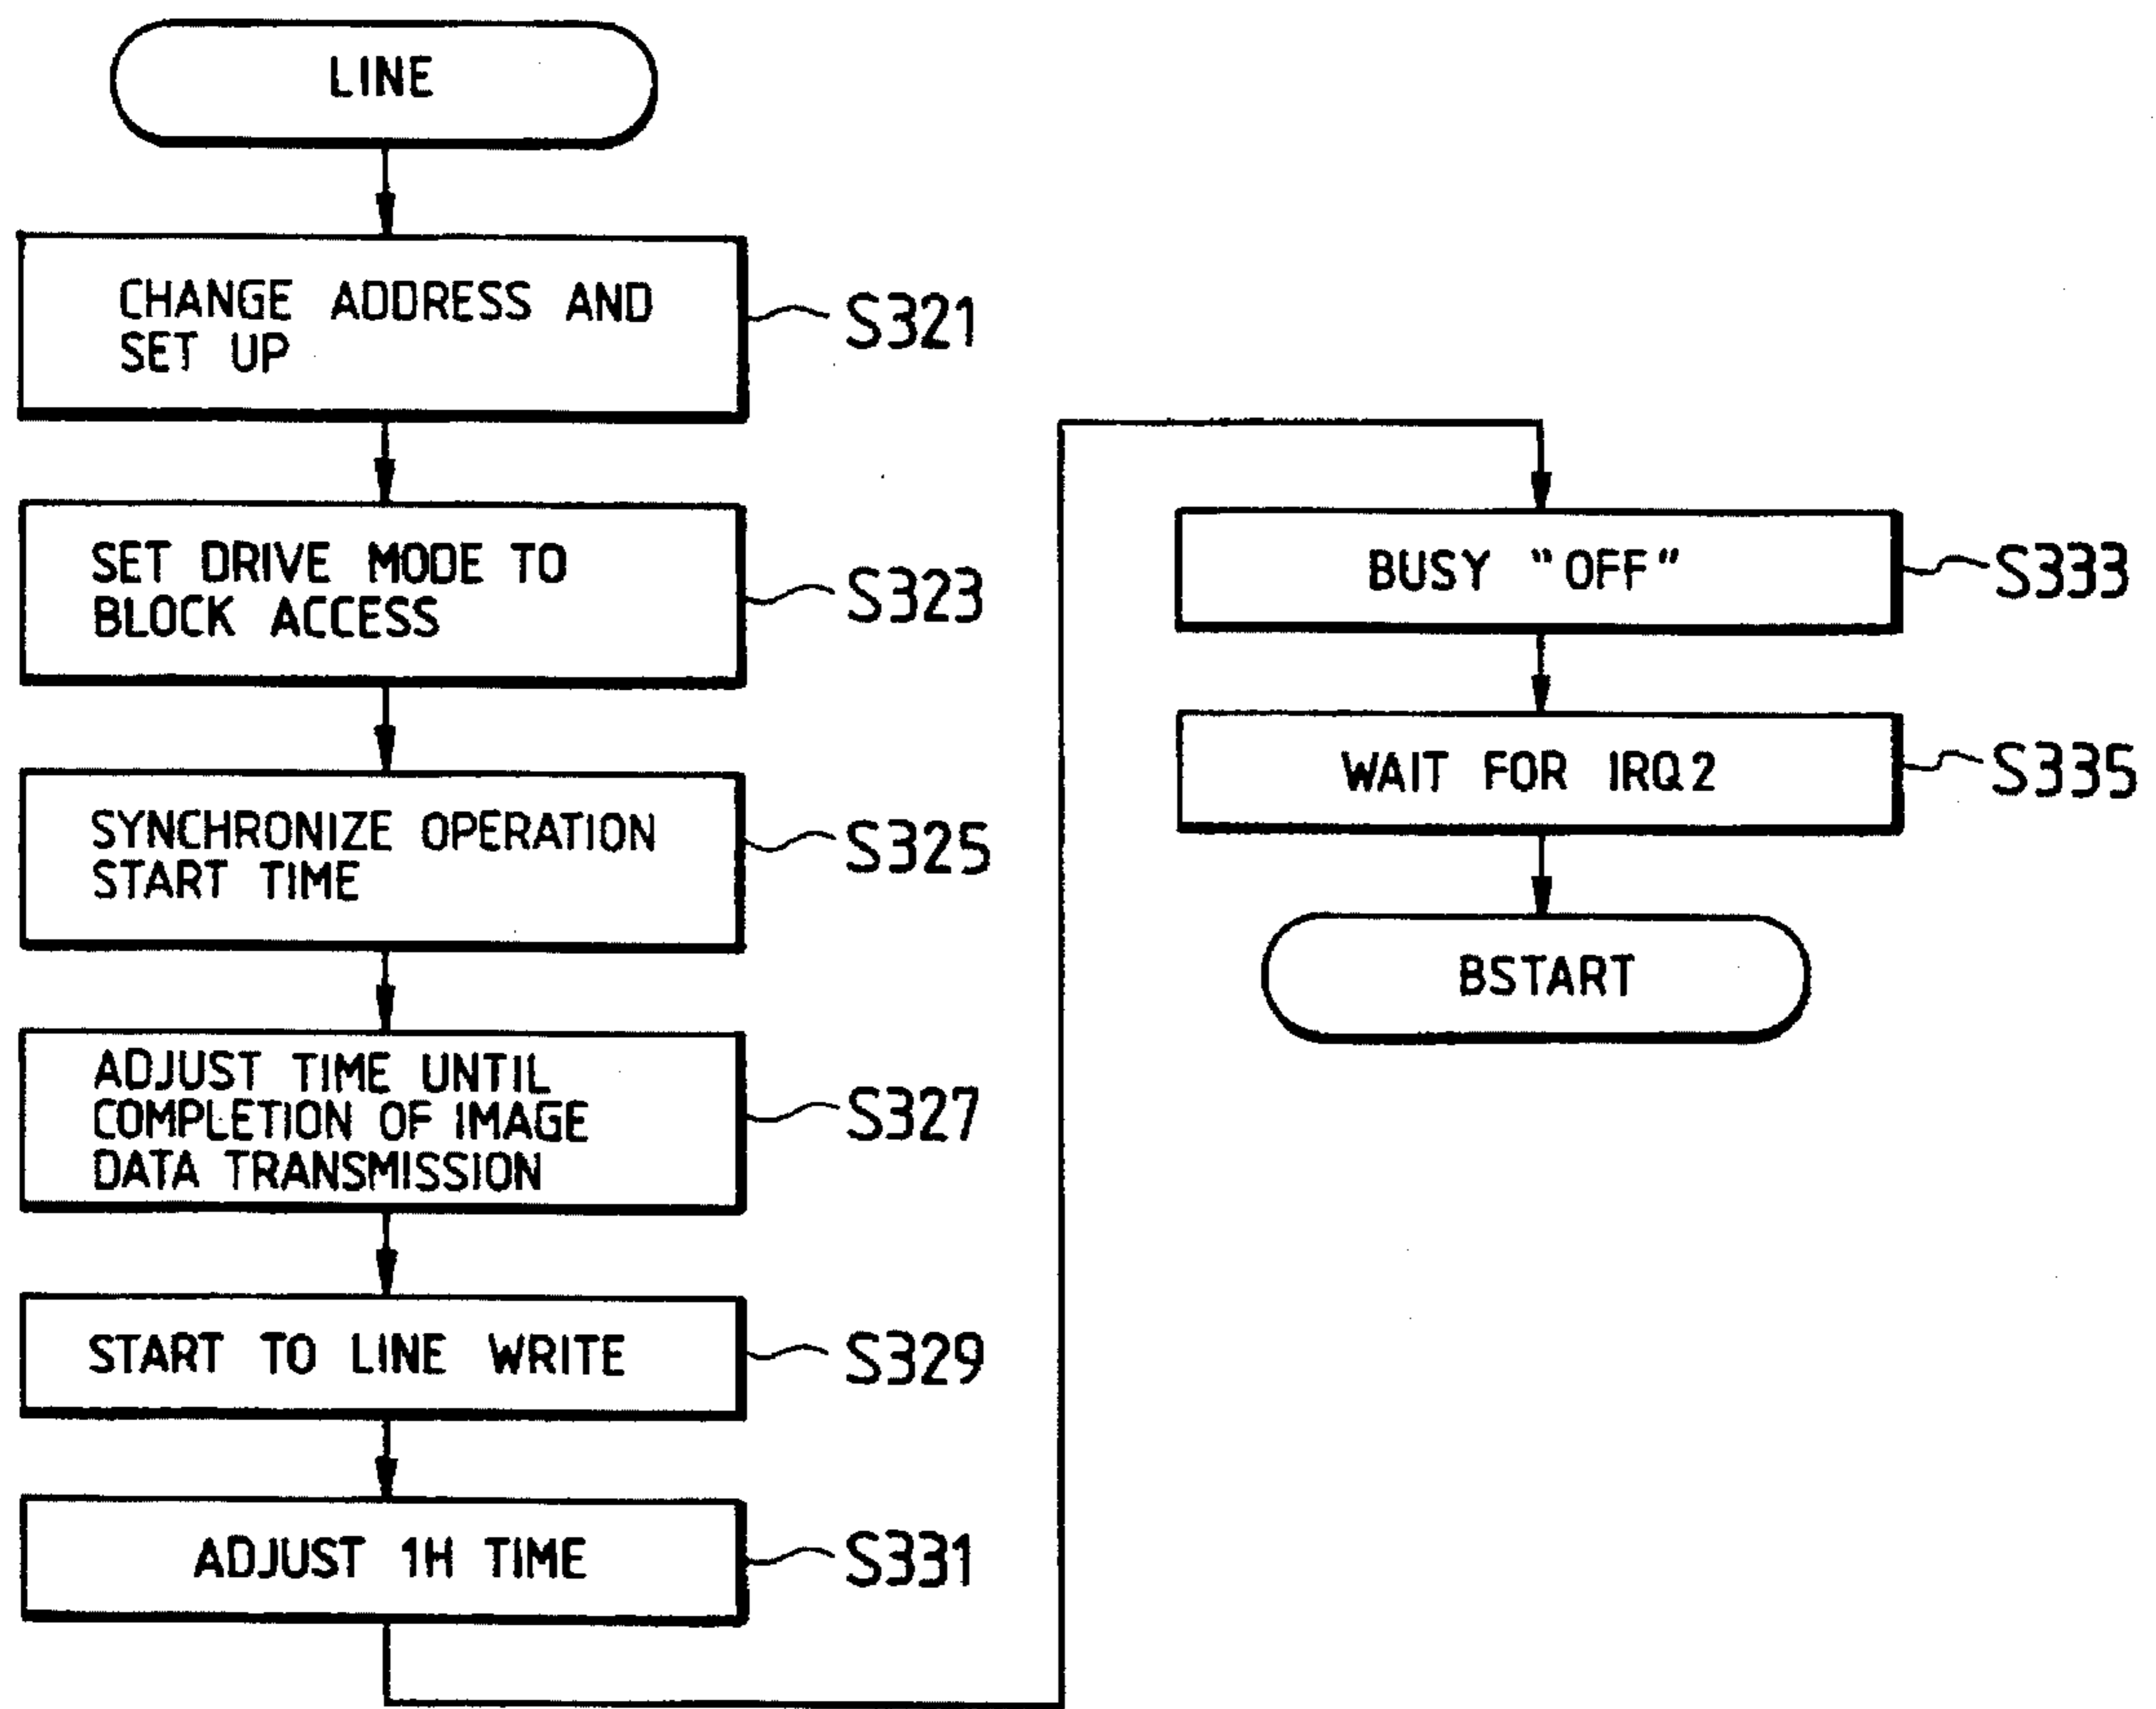 LINE
CHANGE ADDRESS AND
SET UP
S321
SET DRIVE MODE TO
BLOCK ACCESS
S323
SYNCHRONIZE OPERATION
START TIME
S325
ADJUST TIME UNTIL
COMPLETION OF IMAGE
DATA TRANSMISSION
S327
START TO LINE WRITE
S329
ADJUST 1H TIME
S331
BUSY "OFF"
S333
WAIT FOR IRQ2
S335
BSTART